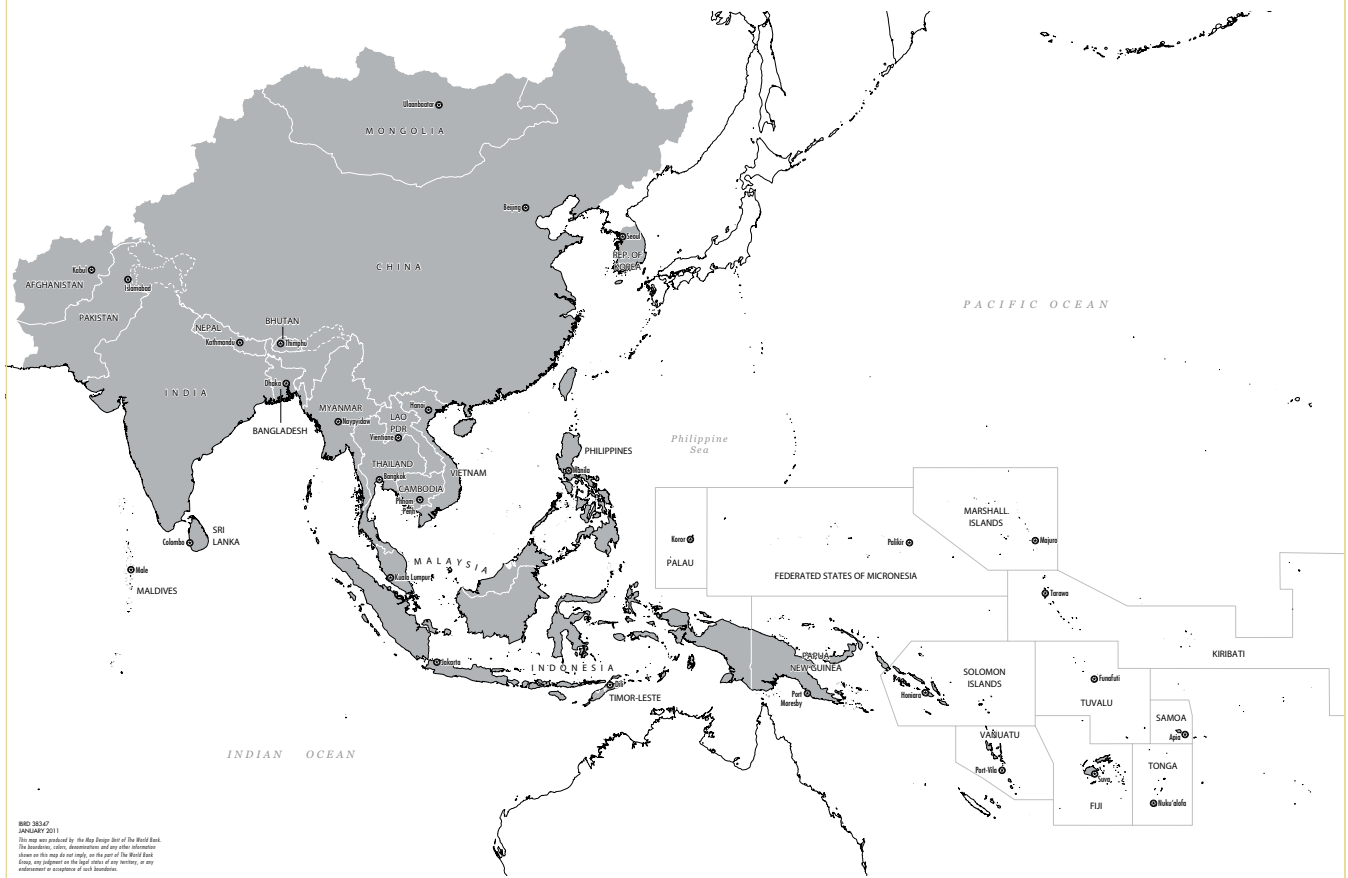 Ulaanbaatar
MONGOLIA
Beijing
Seoul
REP. OF
KOREA
CHINA
Kabul
AFGHANISTAN
Islamabad
PAKISTAN
PACIFIC OCEAN
NEPAL
BHUTAN
Kathmandu
Thimphu
Dhaka
INDIA
BANGLADESH
MYANMAR
Naypyidaw
Hanoi
LAO
PDR
Vientiane
Philippine
Sea
PHILIPPINES
Manila
THAILAND
Bangkok
VIETNAM
CAMBODIA
Phnom
Penh
SRI
LANKA
Colombo
Male
MALDIVES
MALAYSIA
Kuala Lumpur
Koror
PALAU
Palikir
FEDERATED STATES OF MICRONESIA
MARSHALL
ISLANDS
Majuro
Tarawa
KIRIBATI
Jakarta
INDONESIA
Dili
TIMOR-LESTE
PAPUA
NEW GUINEA
Port
Moresby
SOLOMON
ISLANDS
Honiara
Funafuti
TUVALU
SAMOA
Apia
VANUATU
Port-Vila
Suva
FIJI
TONGA
Nuku'alofa
INDIAN OCEAN
IBRD 38347
JANUARY 2011
This map was produced by the Map Design Unit of The World Bank.
The boundaries, colors, denominations and any other information
shown on this map do not imply, on the part of The World Bank
Group, any judgment on the legal status of any territory, or any
endorsement or acceptance of such boundaries.